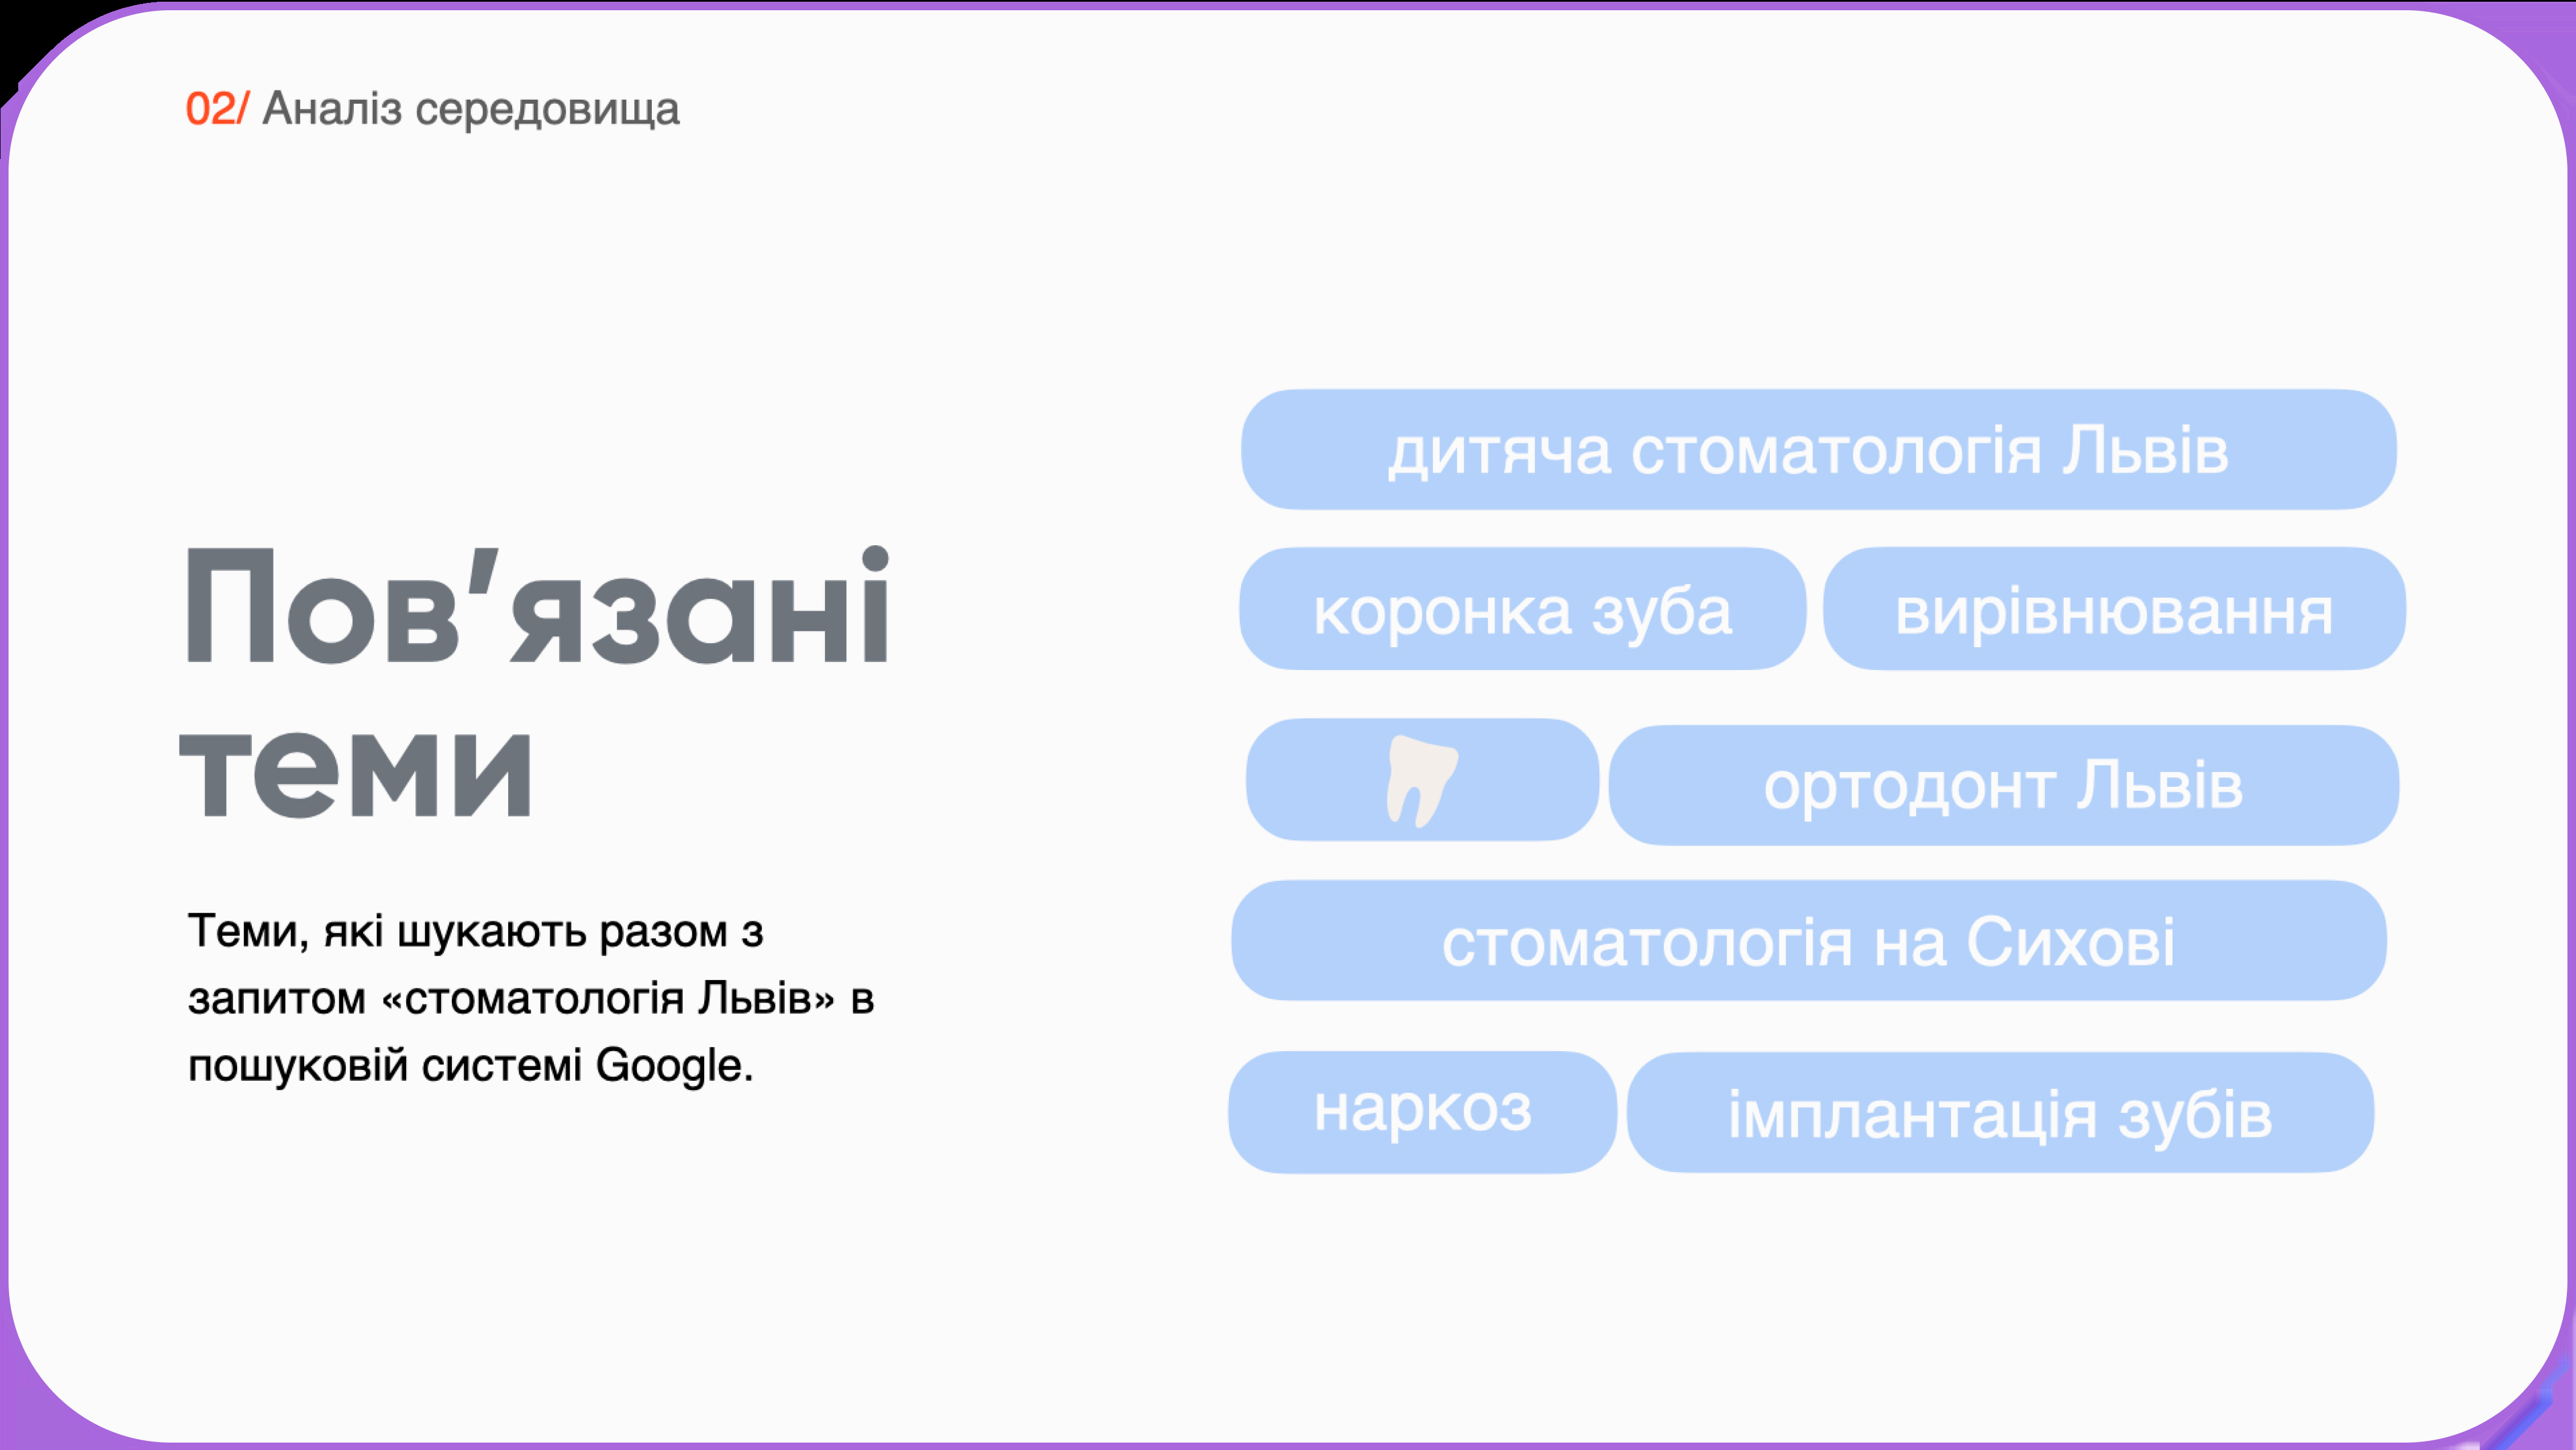 02/ Аналіз середовища
Пов’язані
теми
Теми, які шукають разом з
запитом «стоматологія Львів» в
пошуковій системі Google.
дитяча стоматологія Львів
коронка зуба
вирівнювання
ортодонт Львів
стоматологія на Сихові
наркоз
імплантація зубів